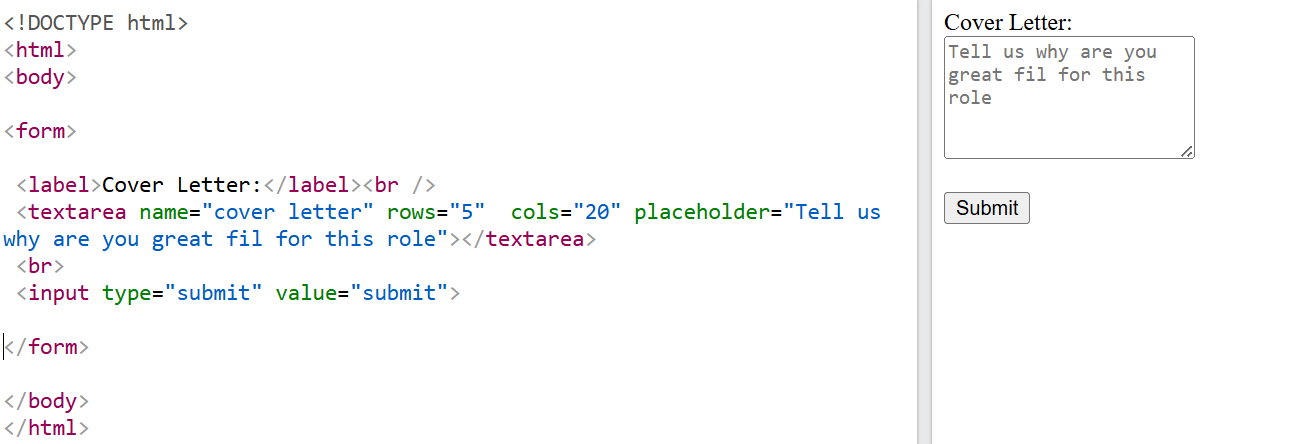 <!DOCTYPE html>
<html>
<body>
<form>
<label>Cover Letter:</label><br />
<textarea name="cover letter" rows="5"  cols="20" placeholder="Tell us
why are you great fil for this role"></textarea>
<br>
<input type="submit" value="submit">
</form>
</body>
</html>
Cover Letter:
Tell us why are you
great fil for this
role
Submit